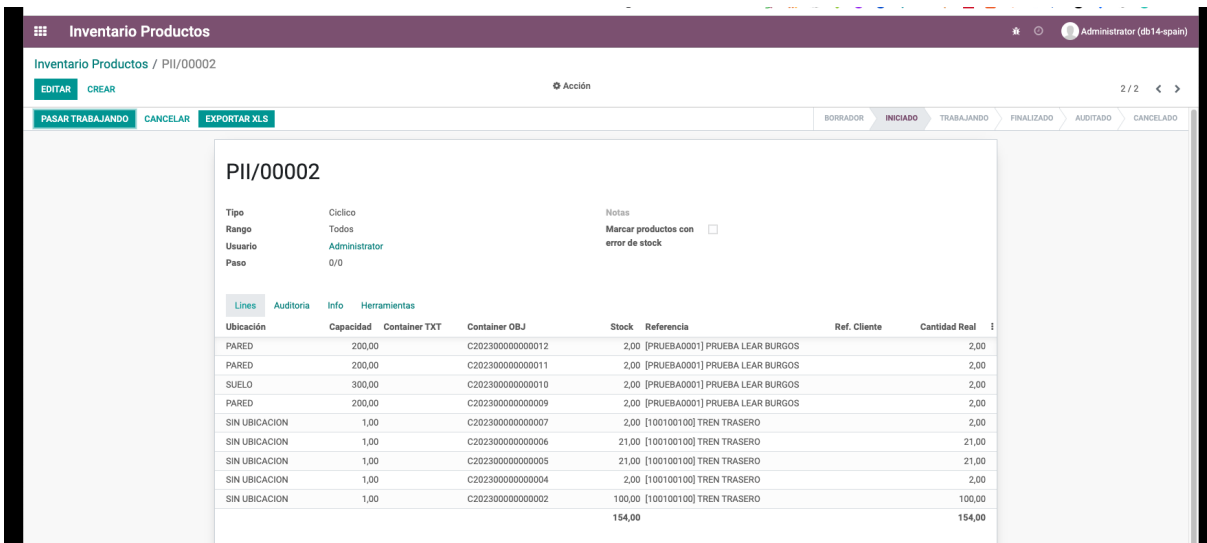 Inventario Productos
Administrator (db14-spain)
Inventario Productos / PII/00002
EDITAR CREAR Acción 2 / 2
PASAR TRABAJANDO CANCELAR EXPORTAR XLS BORRADOR INICIADO TRABAJANDO FINALIZADO AUDITADO CANCELADO
PII/00002
Tipo Ciclico Notas
Rango Todos Marcar productos con
Usuario Administrator error de stock
Paso 0/0
Lines Auditoria Info Herramientas
Ubicación Capacidad Container TXT Container OBJ Stock Referencia Ref. Cliente Cantidad Real
PARED 200,00 C202300000000012 2,00 [PRUEBA0001] PRUEBA LEAR BURGOS 2,00
PARED 200,00 C202300000000011 2,00 [PRUEBA0001] PRUEBA LEAR BURGOS 2,00
SUELO 300,00 C202300000000010 2,00 [PRUEBA0001] PRUEBA LEAR BURGOS 2,00
PARED 200,00 C202300000000009 2,00 [PRUEBA0001] PRUEBA LEAR BURGOS 2,00
SIN UBICACION 1,00 C202300000000007 2,00 [100100100] TREN TRASERO 2,00
SIN UBICACION 1,00 C202300000000006 21,00 [100100100] TREN TRASERO 21,00
SIN UBICACION 1,00 C202300000000005 21,00 [100100100] TREN TRASERO 21,00
SIN UBICACION 1,00 C202300000000004 2,00 [100100100] TREN TRASERO 2,00
SIN UBICACION 1,00 C202300000000002 100,00 [100100100] TREN TRASERO 100,00
154,00 154,00